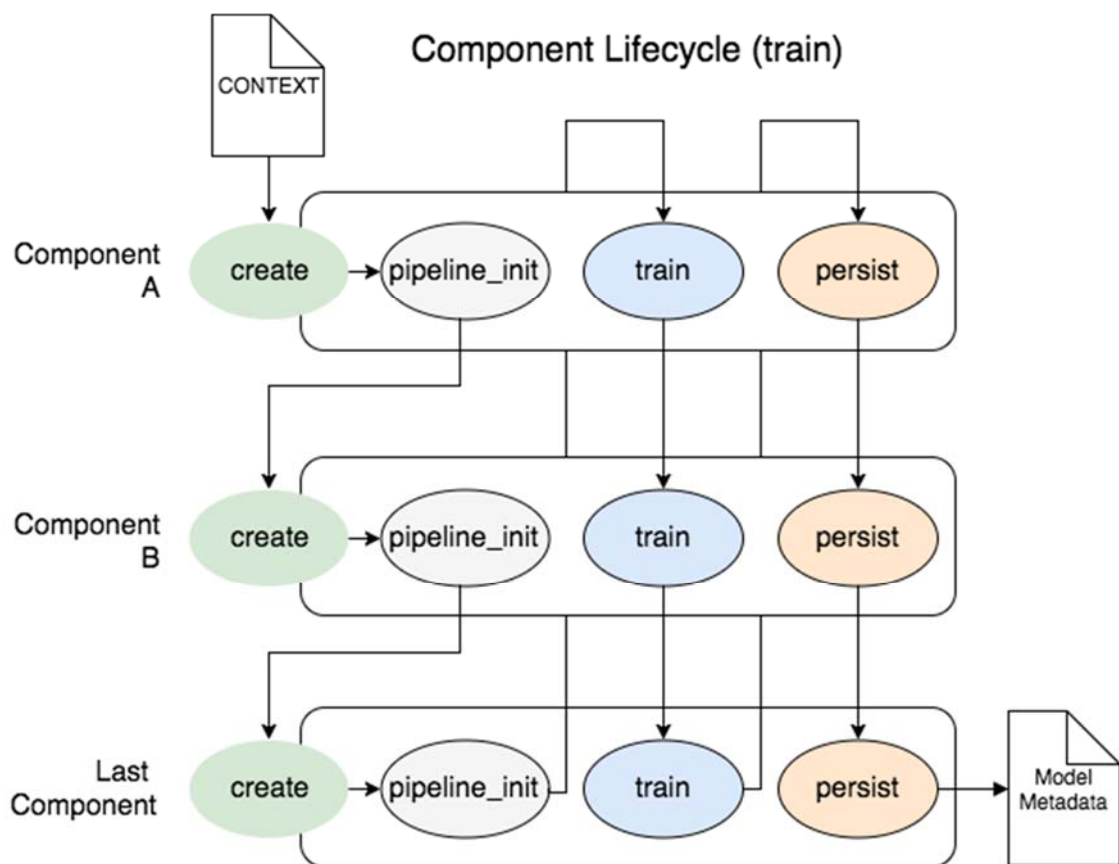 Component Lifecycle (train)
CONTEXT
Component
A
create
pipeline_init
train
persist
Component
B
create
pipeline_init
train
persist
Last
Component
create
pipeline_init
train
persist
Model
Metadata